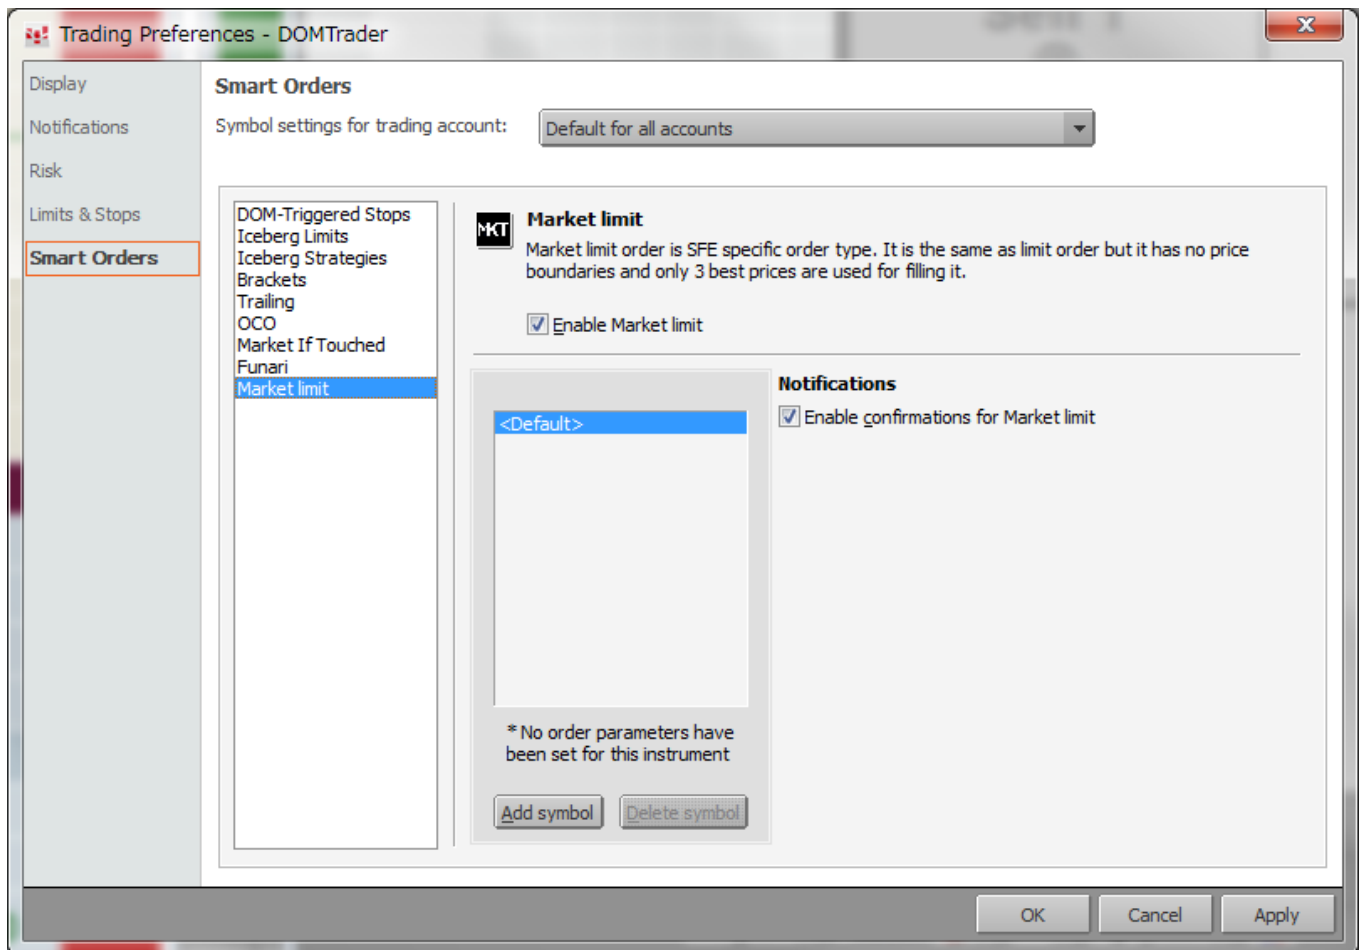 Trading Preferences - DOMTrader
Display
Notifications
Risk
Limits & Stops
Smart Orders
Smart Orders
Symbol settings for trading account:
Default for all accounts
DOM-Triggered Stops
Iceberg Limits
Iceberg Strategies
Brackets
Trailing
OCO
Market If Touched
Funari
Market limit
MKT
Market limit
Market limit order is SFE specific order type. It is the same as limit order but it has no price
boundaries and only 3 best prices are used for filling it.
Enable Market limit
<Default>
* No order parameters have
been set for this instrument
Add symbol
Delete symbol
Notifications
Enable confirmations for Market limit
OK
Cancel
Apply